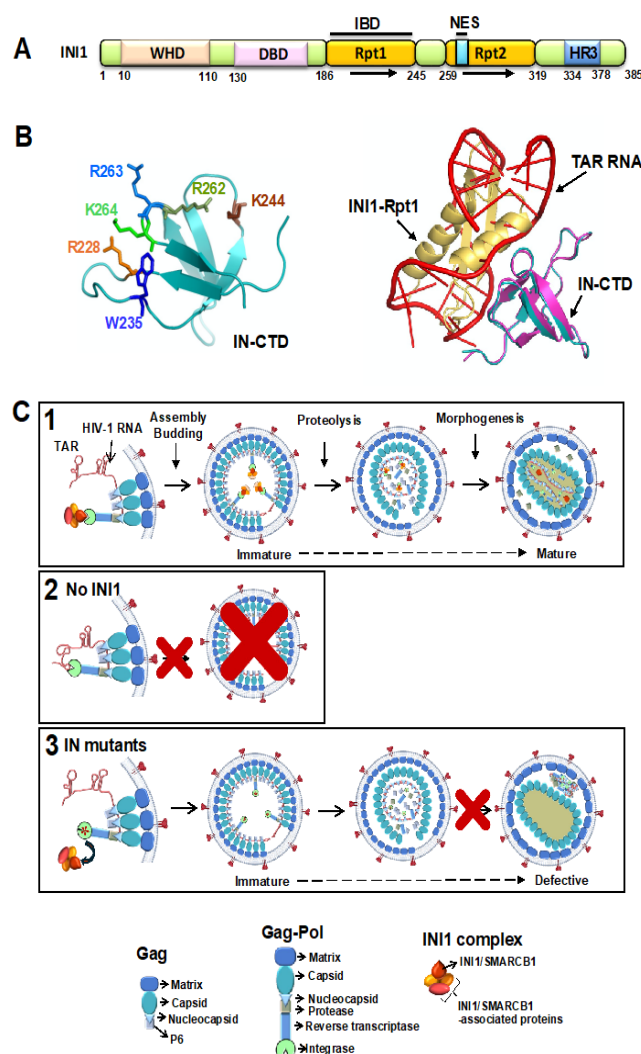 A
IBD
NES
INI1
WHD
DBD
Rpt1
Rpt2
HR3
1
10
110
130
186
245
259
319
334
378
385
B
R263
R262
K264
K244
R228
W235
IN-CTD
TAR RNA
INI1-Rpt1
IN-CTD
C
1
HIV-1 RNA
TAR
Assembly
Budding
Proteolysis
Morphogenesis
Immature
Mature
2
No INI1
3
IN mutants
Immature
Defective
Gag
Matrix
Capsid
Nucleocapsid
P6
Gag-Pol
Matrix
Capsid
Nucleocapsid
Protease
Reverse transcriptase
Integrase
INI1 complex
INI1/SMARCB1
INI1/SMARCB1
-associated proteins